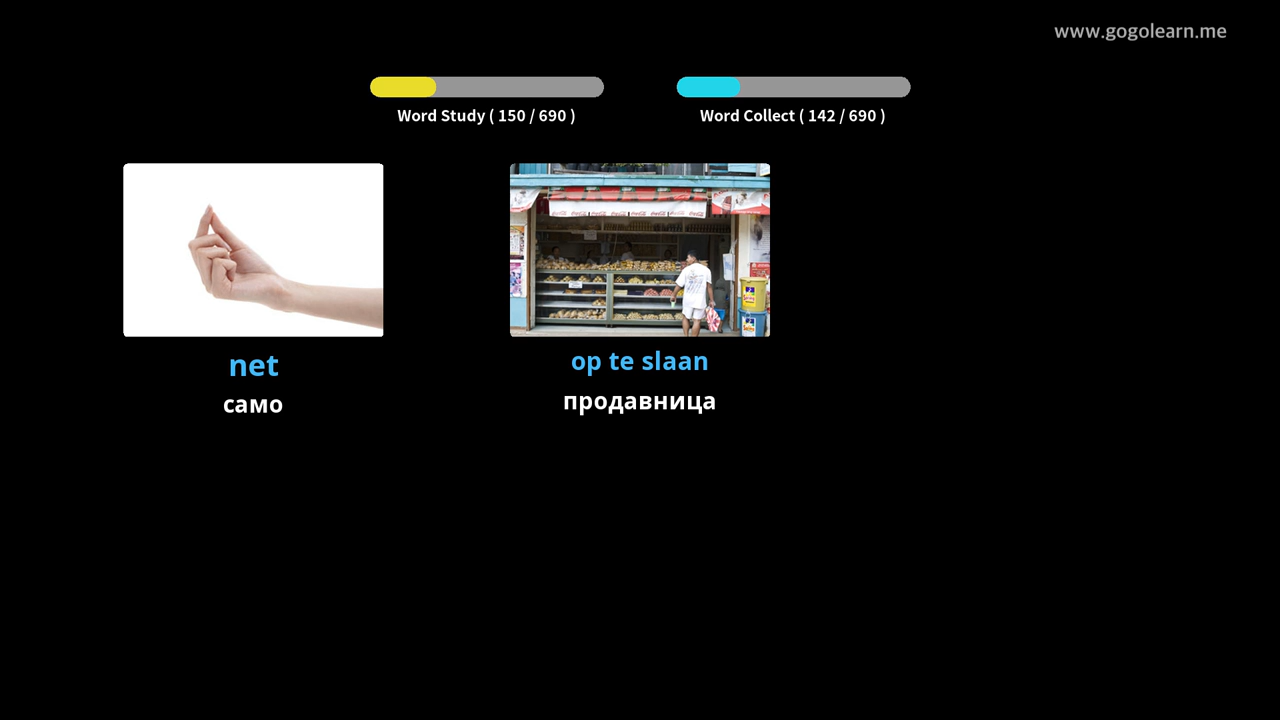 www.gogolearn.me
Word Study ( 150 / 690 )
Word Collect ( 142 / 690 )
net
само
op te slaan
продавница